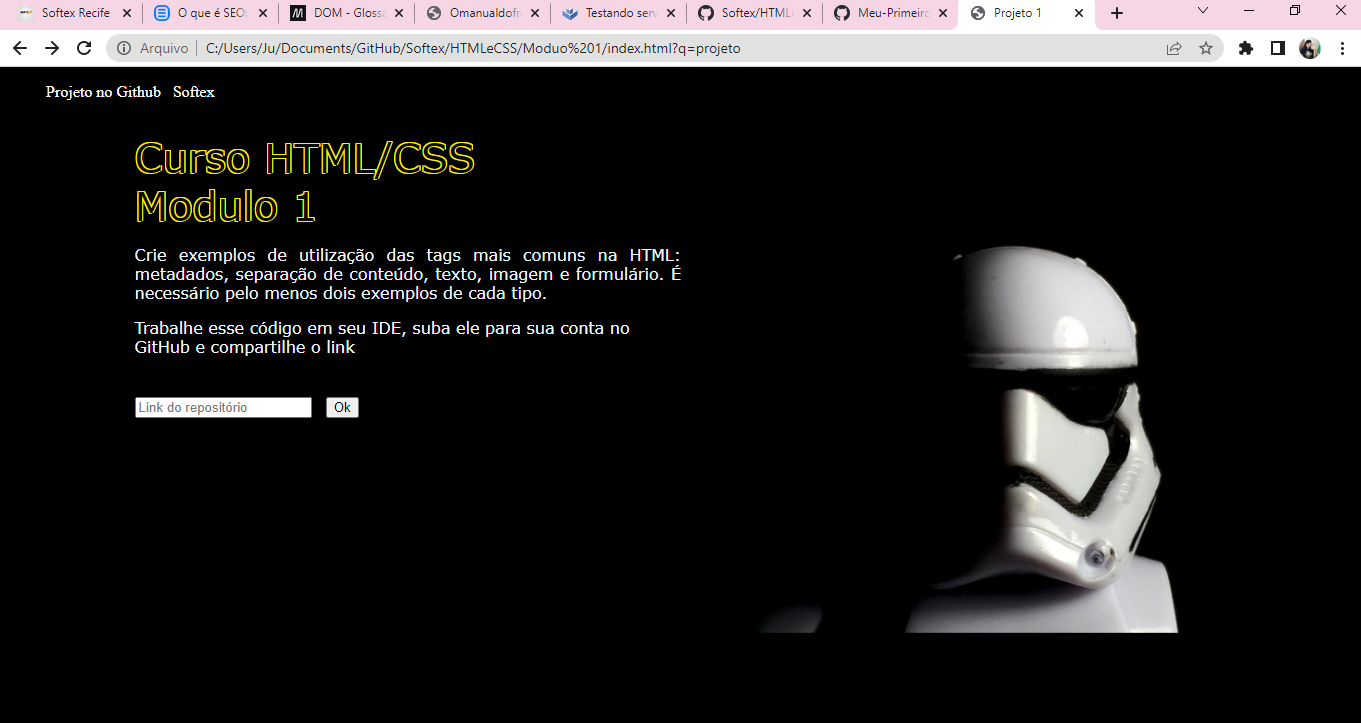 Softex Recife
O que é SEO:
DOM - Glossá
Omanualdofr
Testando serv
Softex/HTMLe
Meu-Primeiro
Projeto 1
Arquivo
C:/Users/Ju/Documents/GitHub/Softex/HTMLeCSS/Moduo%201/index.html?q=projeto
Projeto no Github Softex
Curso HTML/CSS
Modulo 1
Crie exemplos de utilização das tags mais comuns na HTML:
metadados, separação de conteúdo, texto, imagem e formulário. É
necessário pelo menos dois exemplos de cada tipo.
Trabalhe esse código em seu IDE, suba ele para sua conta no
GitHub e compartilhe o link
Link do repositório
Ok